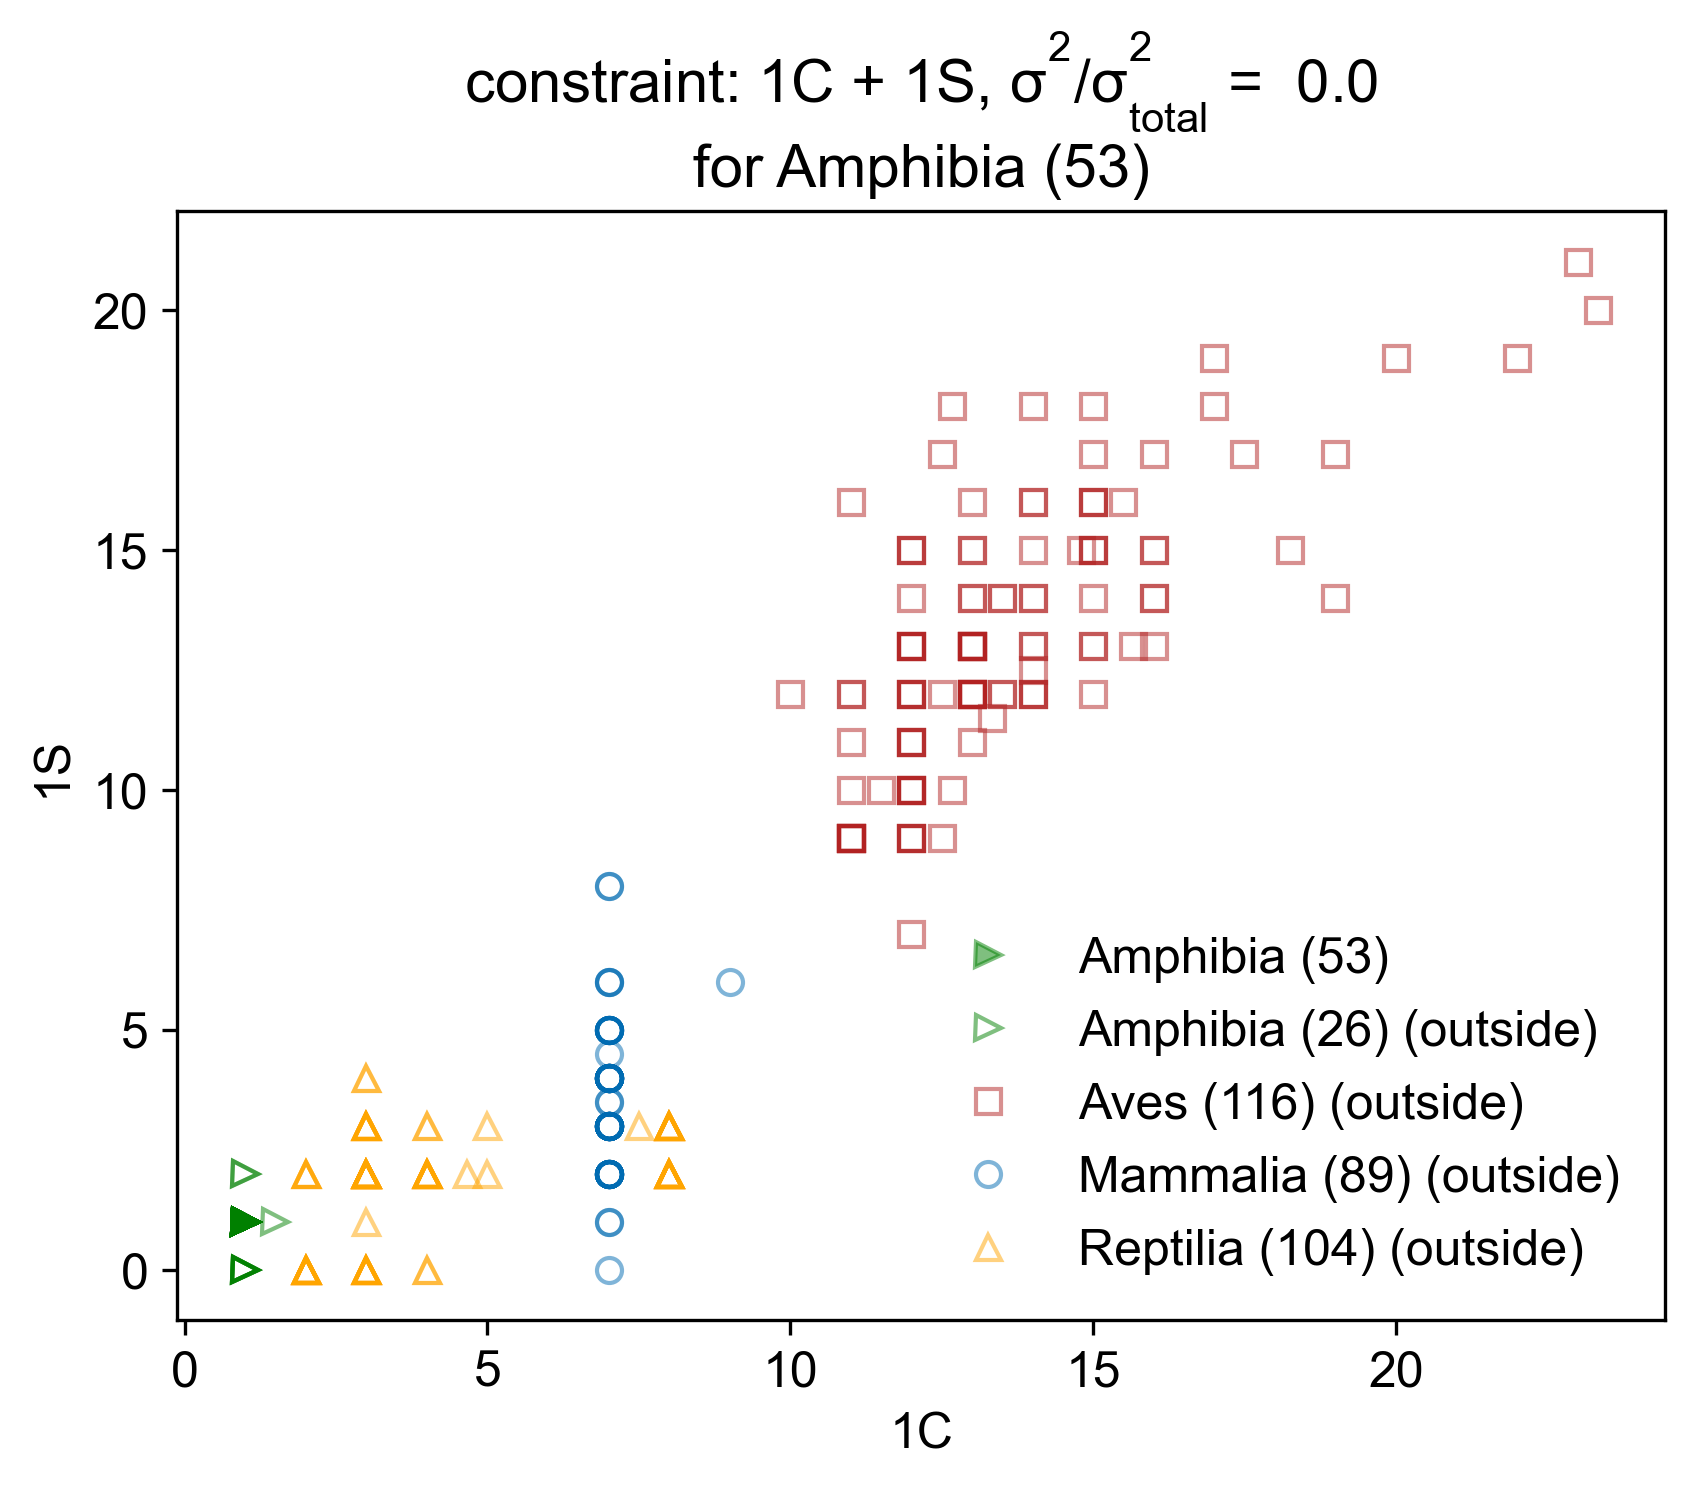 constraint: 1C + 1S, σ²/σ²total = 0.0
for Amphibia (53)
20
15
10
5
0
1S
Amphibia (53)
Amphibia (26) (outside)
Aves (116) (outside)
Mammalia (89) (outside)
Reptilia (104) (outside)
0 5 10 15 20
1C